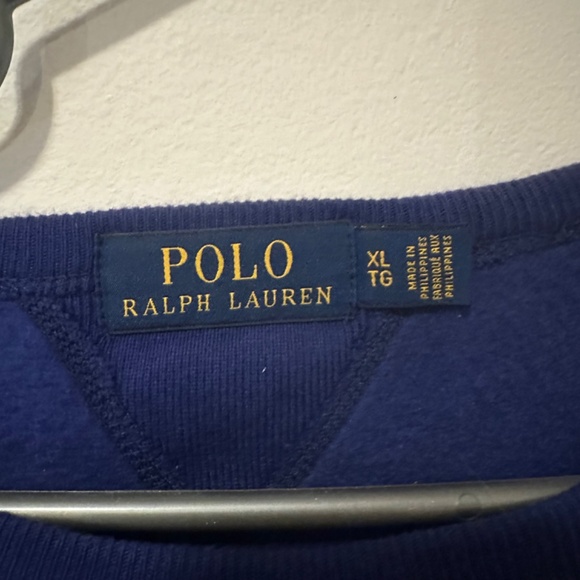 POLO
RALPH LAUREN
XL
TG
MADE IN
PHILIPPINES
FABRIQUÉ AUX
PHILIPPINES